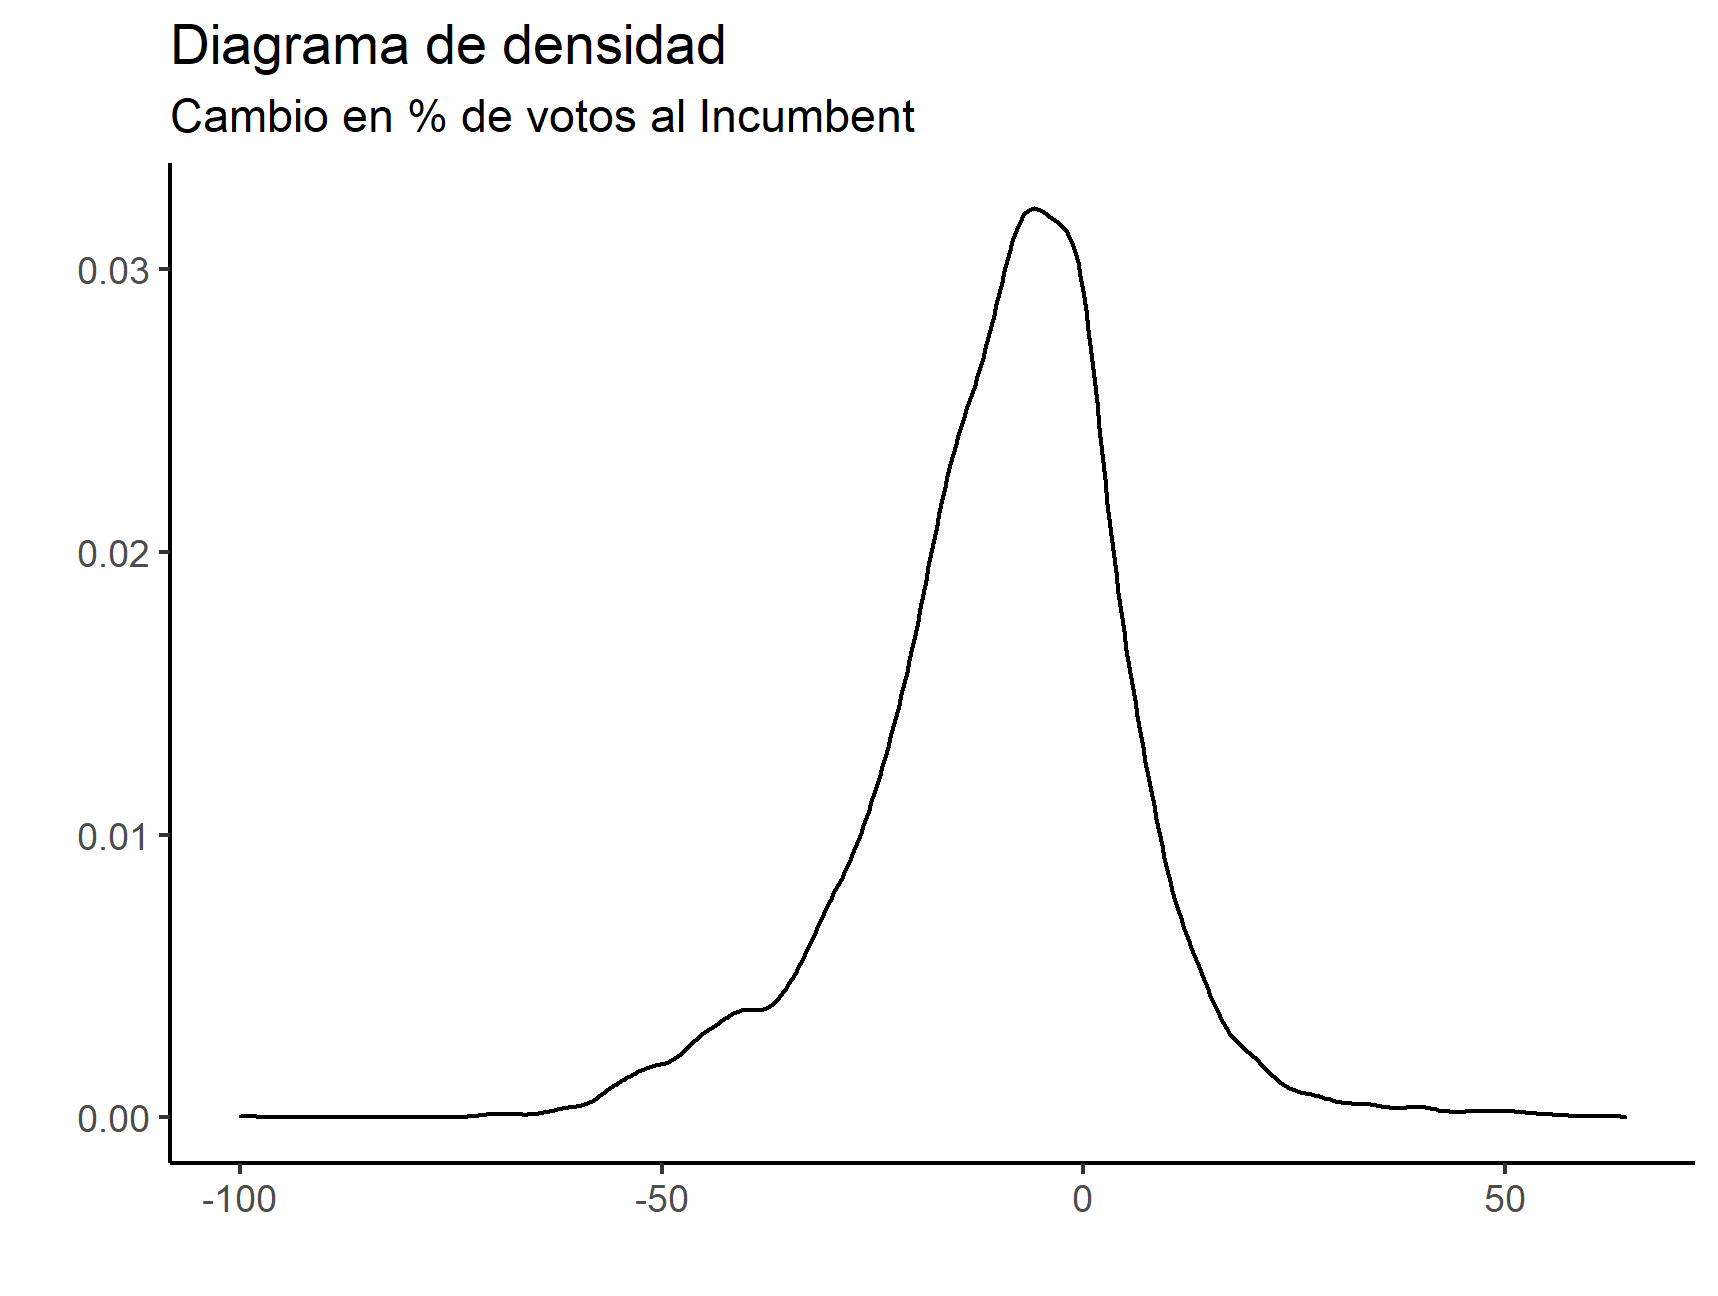 Diagrama de densidad
Cambio en % de votos al Incumbent
0.03
0.02
0.01
0.00
-100 -50 0 50